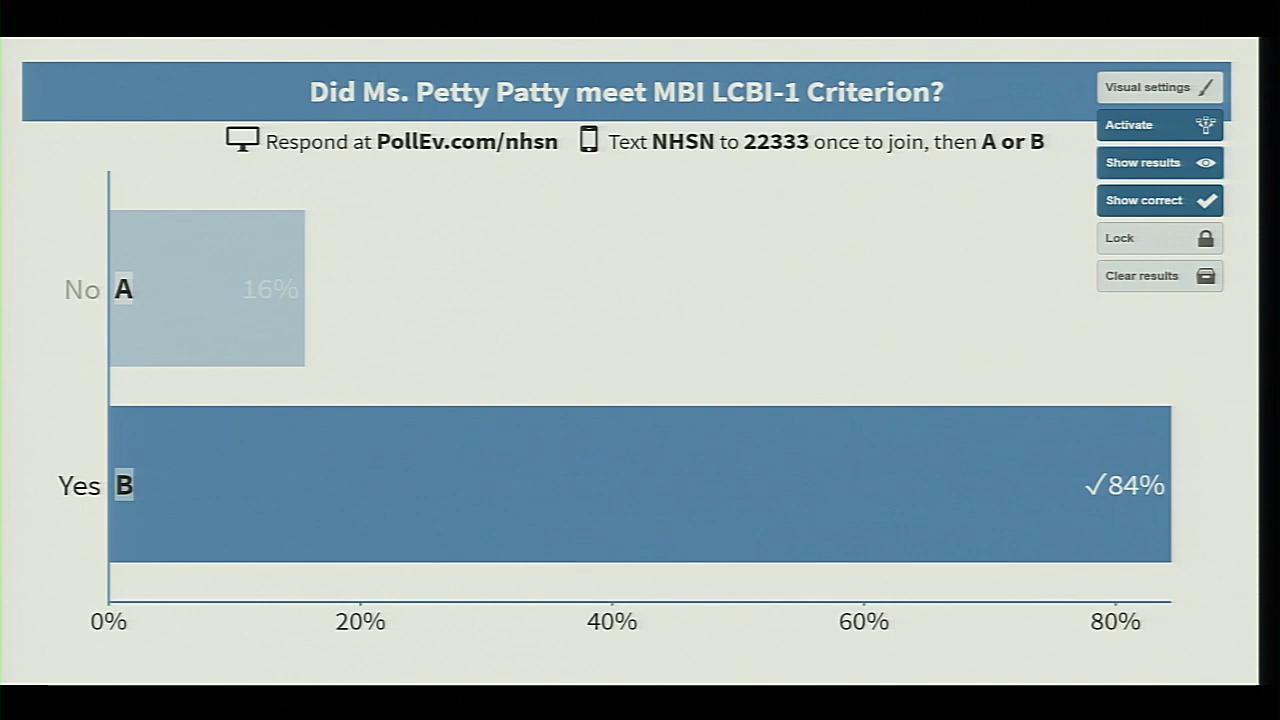 Did Ms. Petty Patty meet MBI LCBI-1 Criterion?
Respond at PollEv.com/nhsn Text NHSN to 22333 once to join, then A or B
Visual settings
Activate
Show results
Show correct
Lock
Clear results
No A 16%
Yes B ✓84%
0% 20% 40% 60% 80%